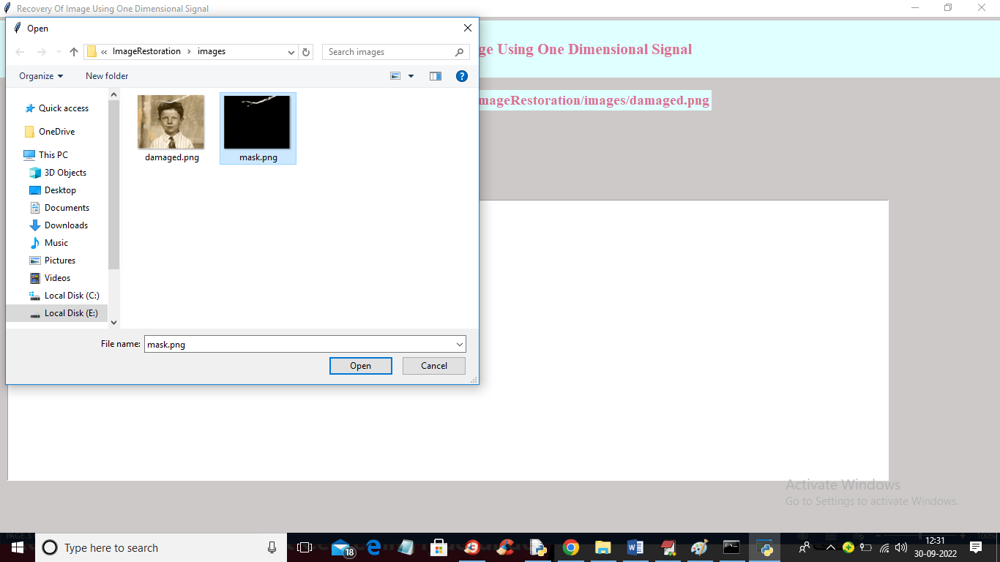 Recovery Of Image Using One Dimensional Signal
Open
ge Using One Dimensional Signal
« ImageRestoration › images
Search images
Organize
New folder
mageRestoration/images/damaged.png
Quick access
OneDrive
This PC
3D Objects
Desktop
Documents
Downloads
Music
Pictures
Videos
Local Disk (C:)
Local Disk (E:)
damaged.png
mask.png
File name: mask.png
Open
Cancel
Activate Windows
Go to Settings to activate Windows.
PAGE 3
100%
Type here to search
18
12:31
30-09-2022